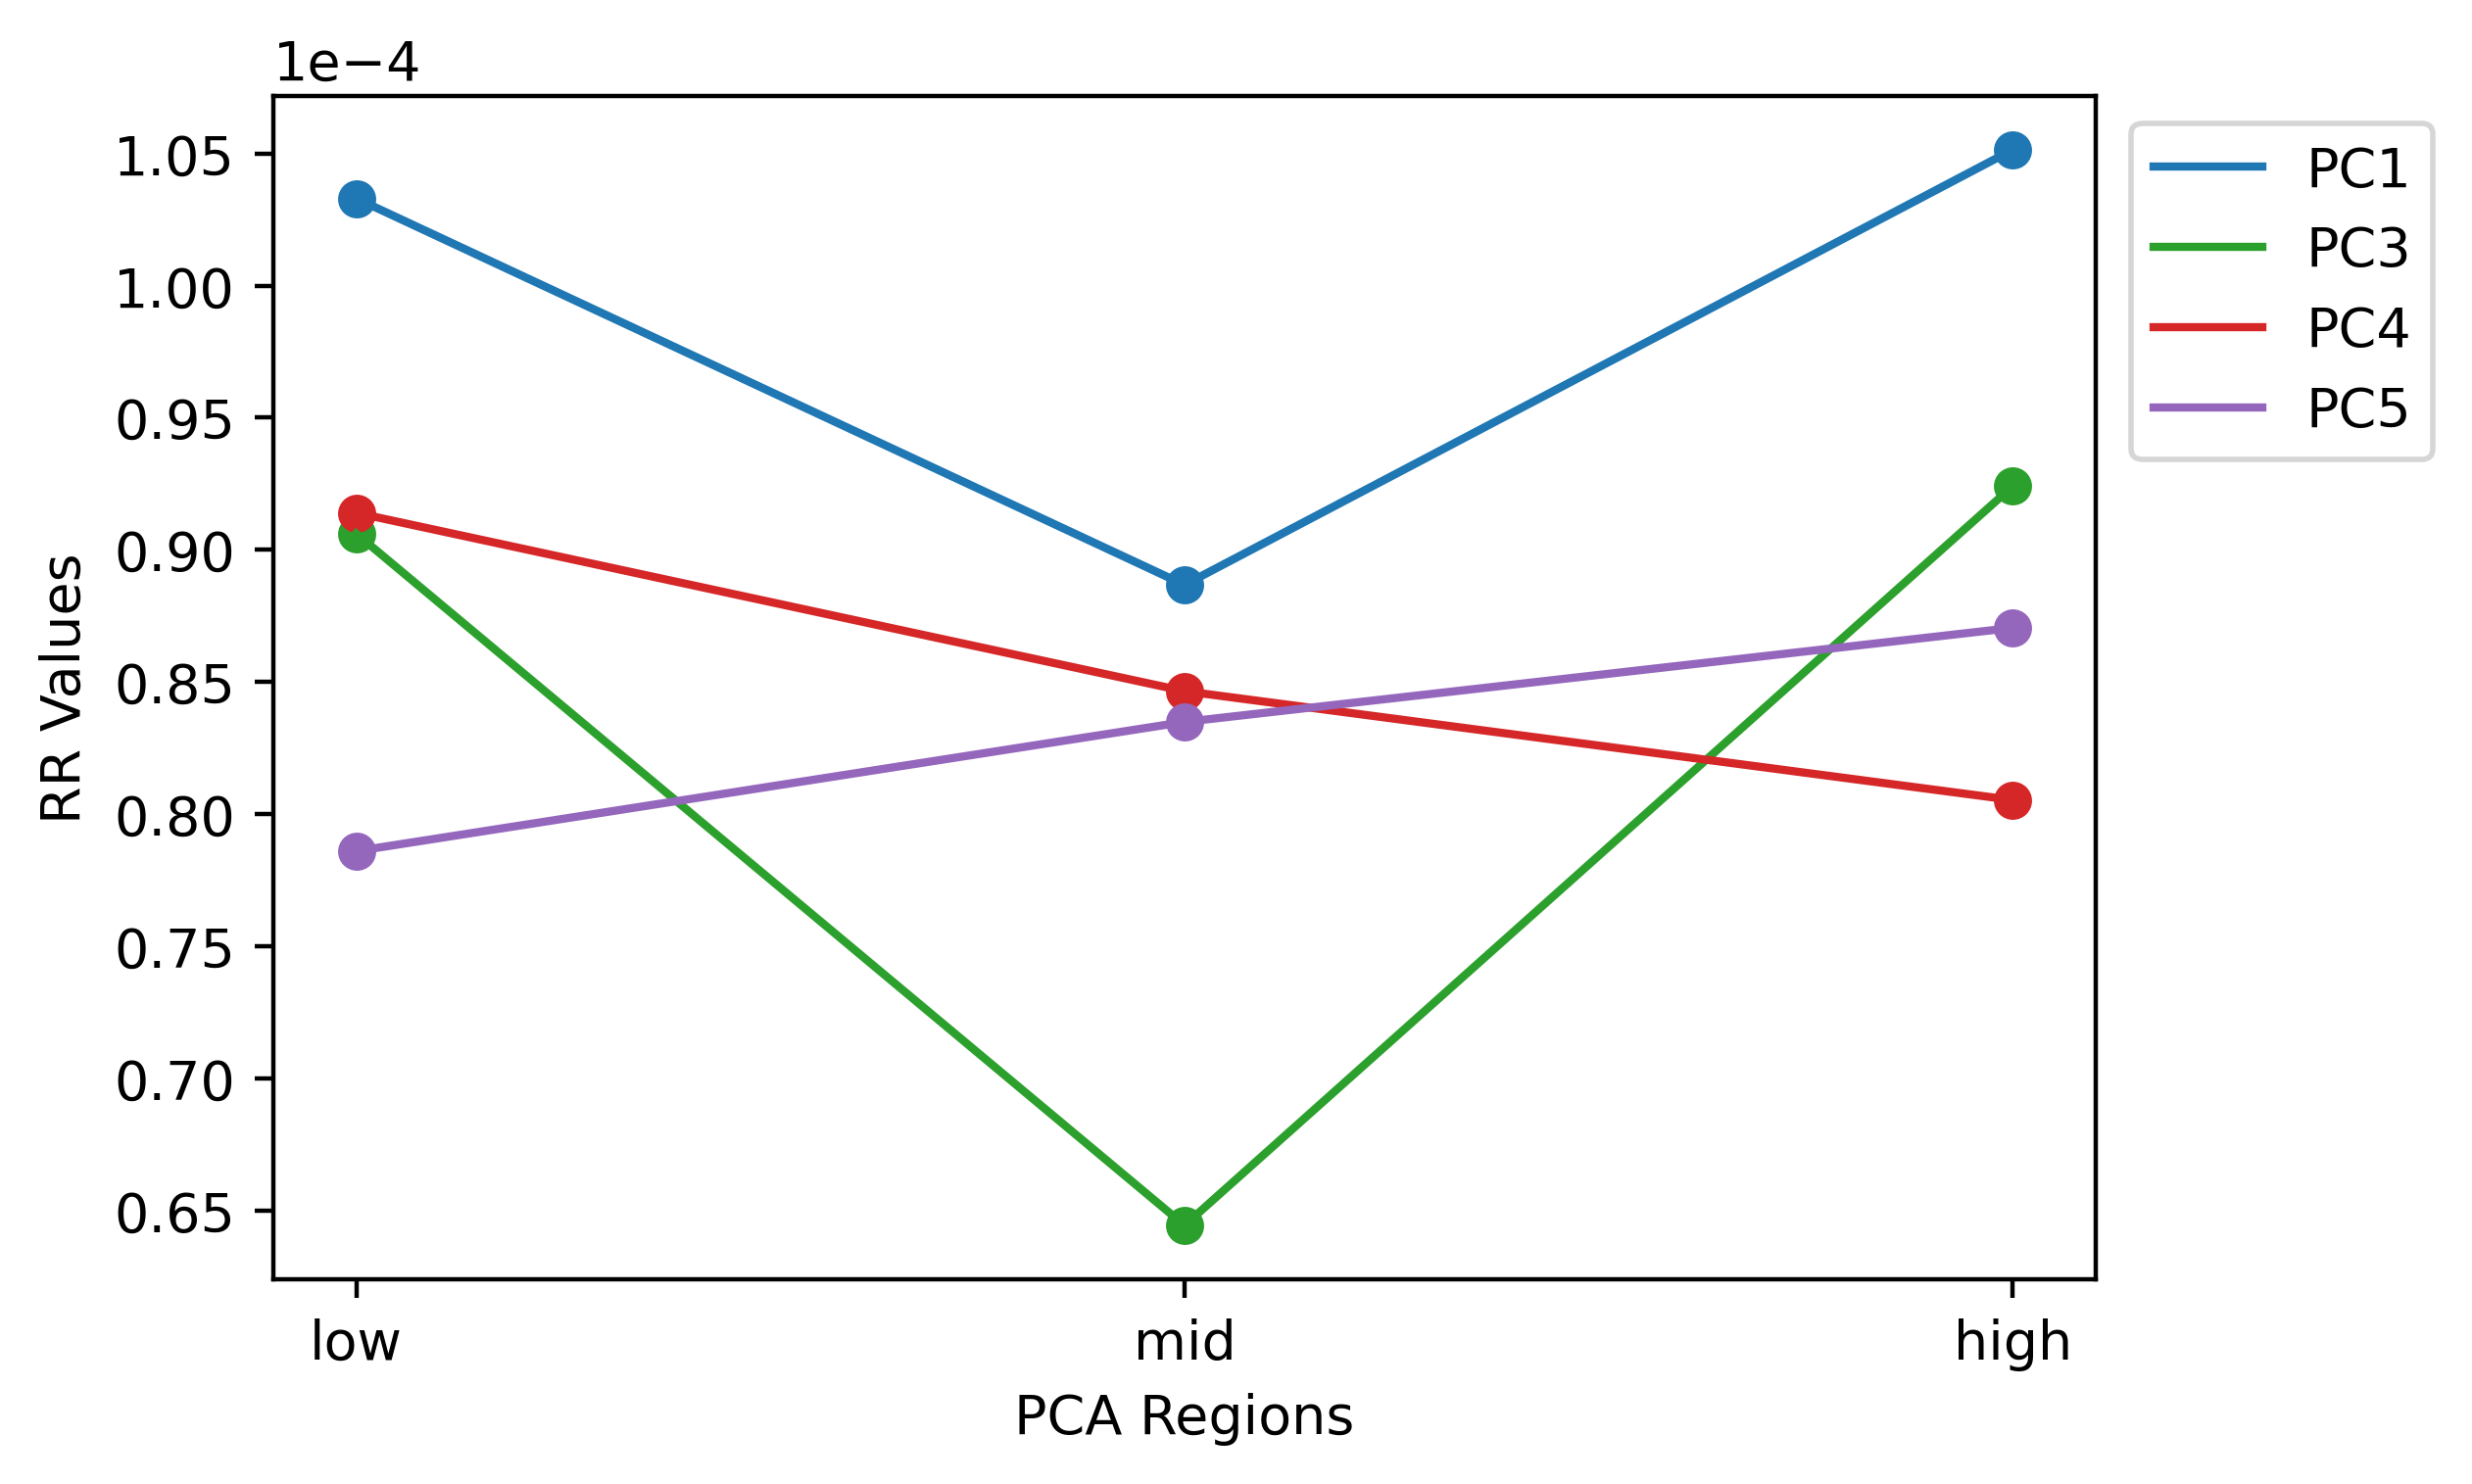 1e−4
1.05
1.00
0.95
0.90
0.85
0.80
0.75
0.70
0.65
RR Values
low mid high
PCA Regions
PC1
PC3
PC4
PC5